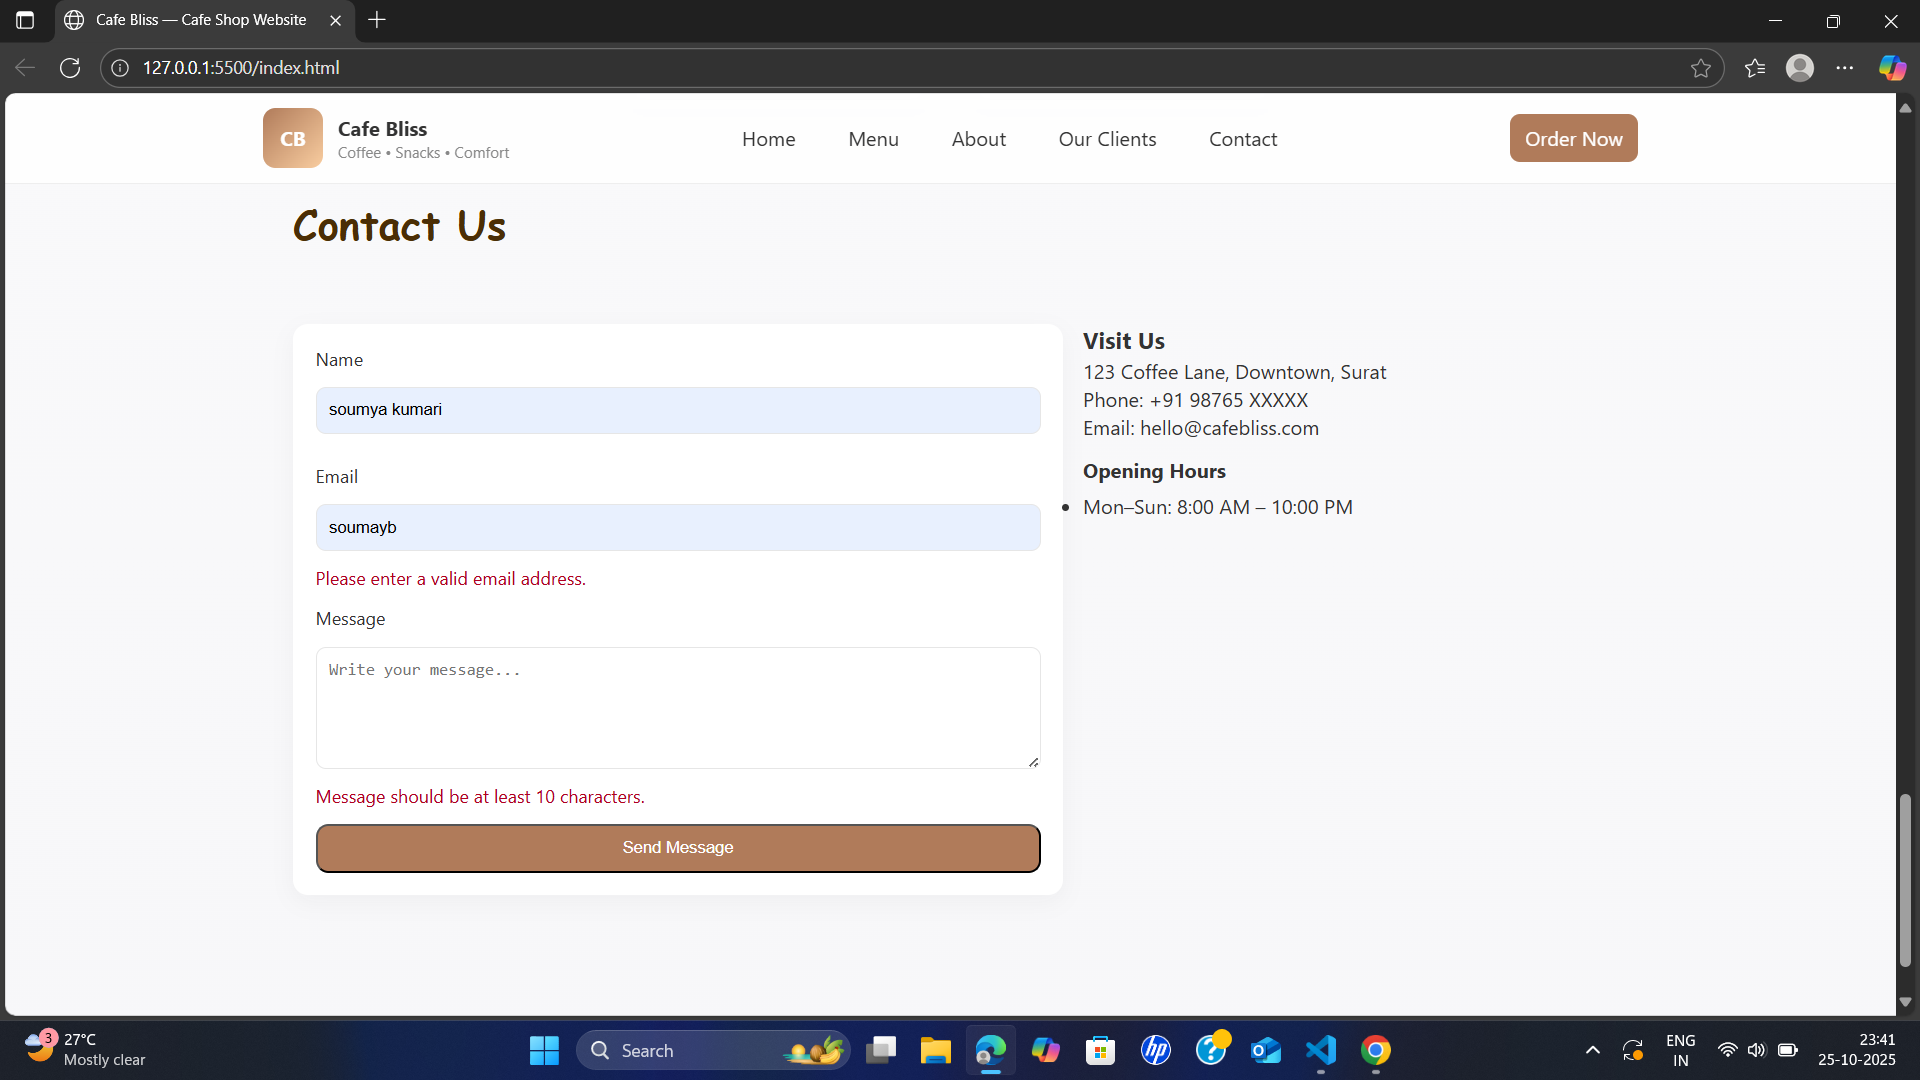 Cafe Bliss — Cafe Shop Website
127.0.0.1:5500/index.html
CB
Cafe Bliss
Coffee • Snacks • Comfort
Home
Menu
About
Our Clients
Contact
Order Now
Contact Us
Name
soumya kumari
Email
soumayb
Please enter a valid email address.
Message
Write your message...
Message should be at least 10 characters.
Send Message
Visit Us
123 Coffee Lane, Downtown, Surat
Phone: +91 98765 XXXXX
Email: hello@cafebliss.com
Opening Hours
• Mon–Sun: 8:00 AM – 10:00 PM
3
27°C
Mostly clear
Search
hp
ENG
IN
23:41
25-10-2025